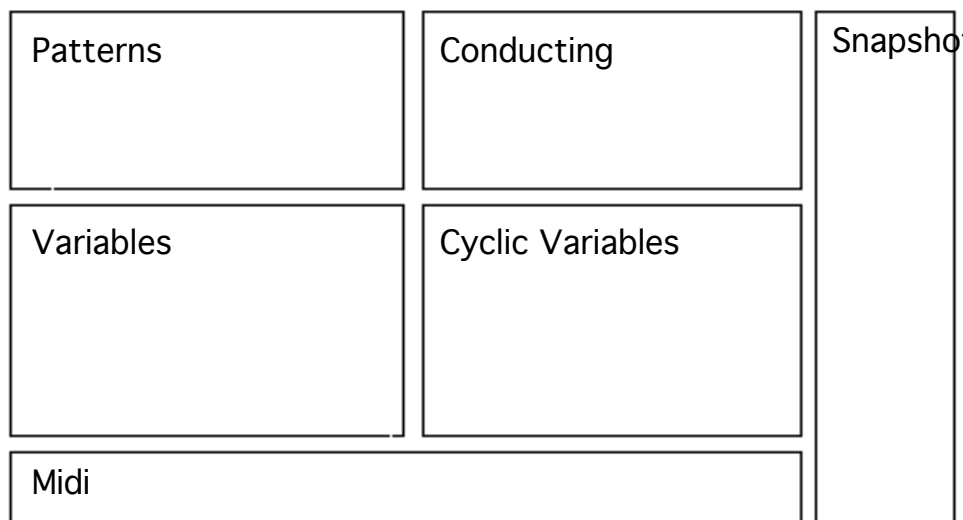 Patterns
Conducting
Snapshot
Variables
Cyclic Variables
Midi